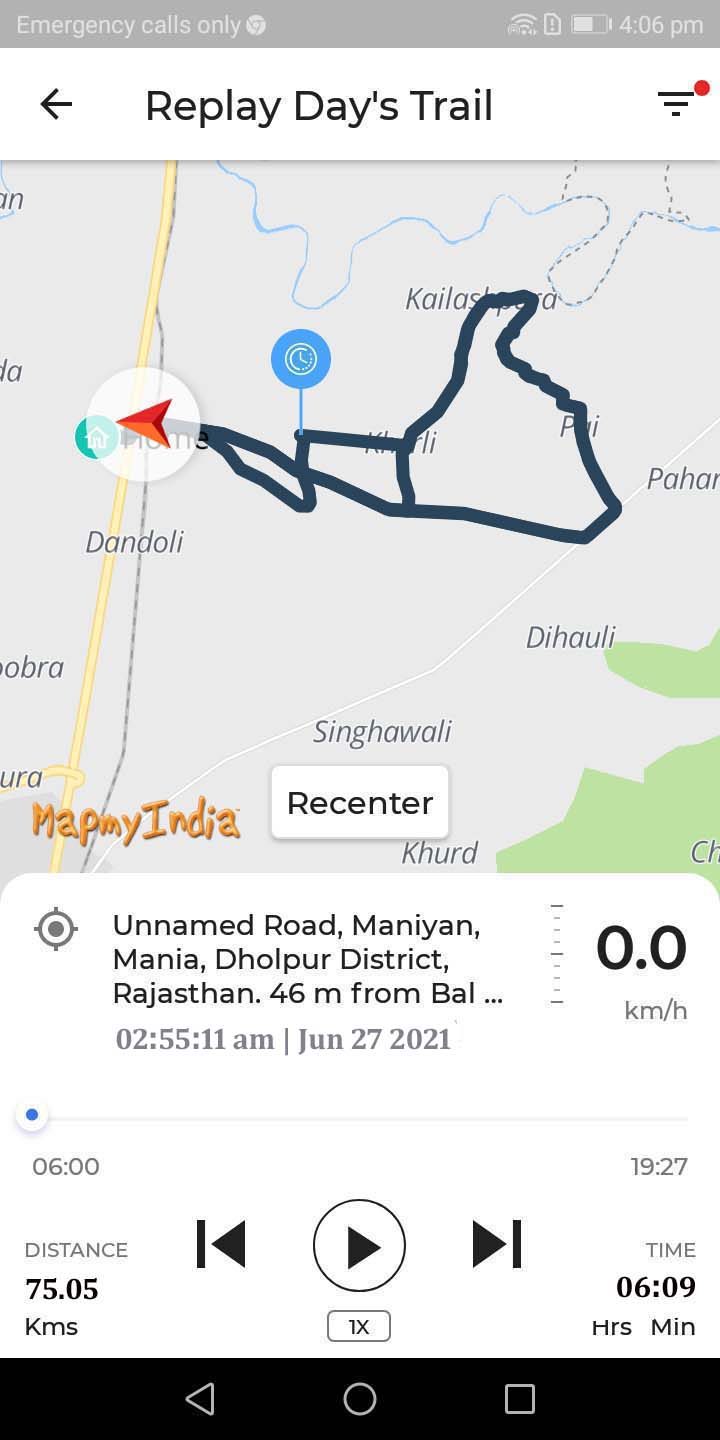 Emergency calls only 4:06 pm
Replay Day's Trail
an
Kailashpura
da
Home
Pai
Pahar
Dandoli
Dihauli
oobra
Singhawali
ura
MapmyIndia
Recenter
Khurd
Ch
Unnamed Road, Maniyan,
Mania, Dholpur District,
Rajasthan. 46 m from Bal ...
02:55:11 am | Jun 27 2021
0.0
km/h
06:00 19:27
DISTANCE TIME
75.05 06:09
Kms 1X Hrs Min